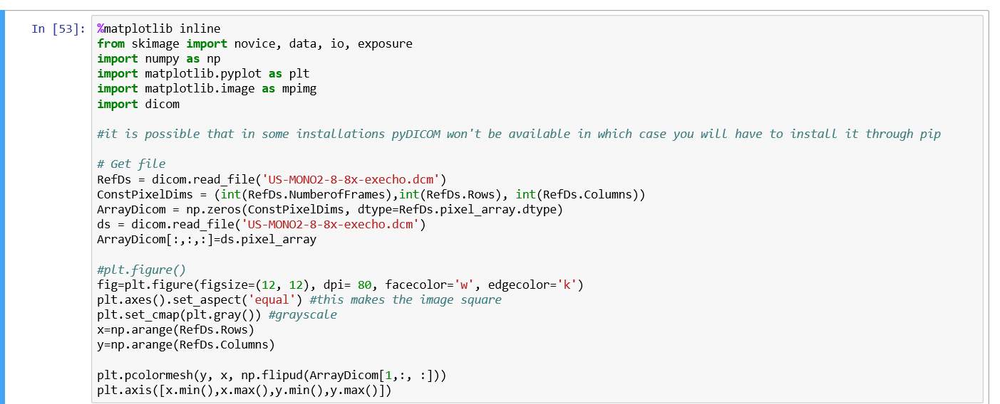 In [53]: %matplotlib inline
from skimage import novice, data, io, exposure
import numpy as np
import matplotlib.pyplot as plt
import matplotlib.image as mpimg
import dicom
#it is possible that in some installations pyDICOM won't be available in which case you will have to install it through pip
# Get file
RefDs = dicom.read_file('US-MONO2-8-8x-execho.dcm')
ConstPixelDims = (int(RefDs.NumberofFrames),int(RefDs.Rows), int(RefDs.Columns))
ArrayDicom = np.zeros(ConstPixelDims, dtype=RefDs.pixel_array.dtype)
ds = dicom.read_file('US-MONO2-8-8x-execho.dcm')
ArrayDicom[:,:,:]=ds.pixel_array
#plt.figure()
fig=plt.figure(figsize=(12, 12), dpi= 80, facecolor='w', edgecolor='k')
plt.axes().set_aspect('equal') #this makes the image square
plt.set_cmap(plt.gray()) #grayscale
x=np.arange(RefDs.Rows)
y=np.arange(RefDs.Columns)
plt.pcolormesh(y, x, np.flipud(ArrayDicom[1,:, :]))
plt.axis([x.min(),x.max(),y.min(),y.max()])